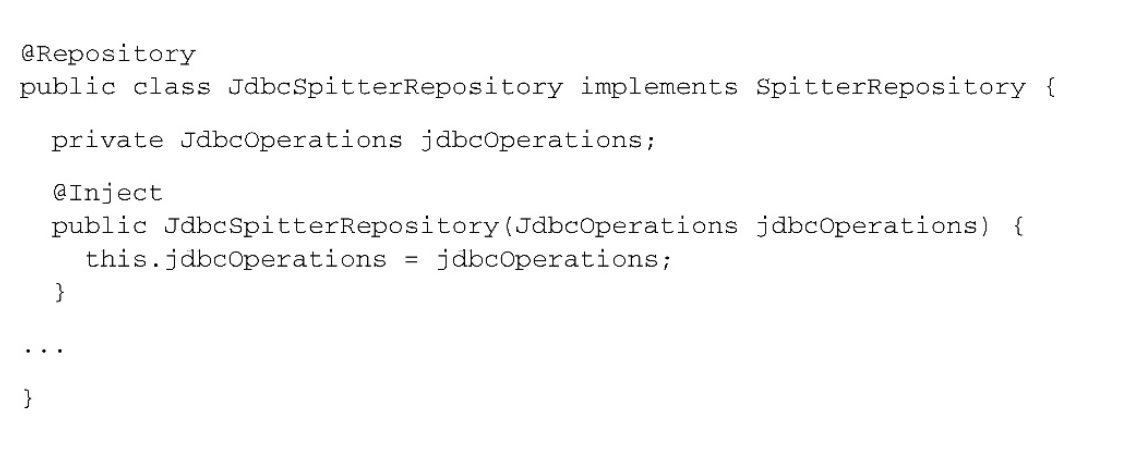 @Repository
public class JdbcSpitterRepository implements SpitterRepository {
private JdbcOperations jdbcOperations;
@Inject
public JdbcSpitterRepository(JdbcOperations jdbcOperations) {
this.jdbcOperations = jdbcOperations;
}
...
}